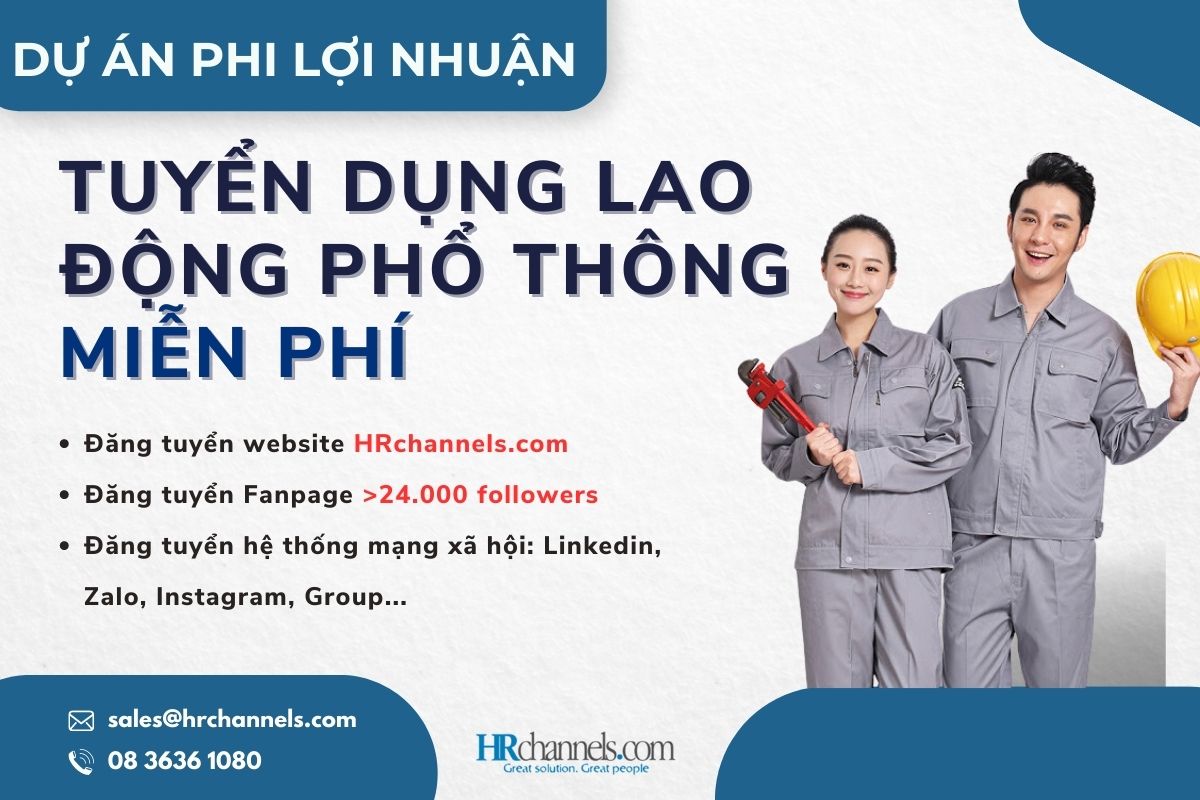 DỰ ÁN PHI LỢI NHUẬN
TUYỂN DỤNG LAO
ĐỘNG PHỔ THÔNG
MIỄN PHÍ
• Đăng tuyển website HRchannels.com
• Đăng tuyển Fanpage >24.000 followers
• Đăng tuyển hệ thống mạng xã hội: Linkedin,
Zalo, Instagram, Group...
sales@hrchannels.com
08 3636 1080
HRchannels.com
Great solution. Great people